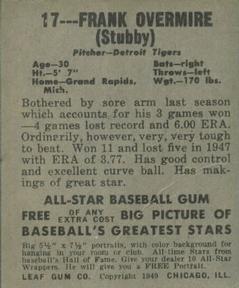 17---FRANK OVERMIRE
(Stubby)
Pitcher—Detroit Tigers
Age—30 Bats—right
Ht.—5' 7" Throws—left
Home—Grand Rapids, Wgt.—170 lbs.
Mich.
Bothered by sore arm last season
which accounts for his 3 games won
—4 games lost record and 6.00 ERA.
Ordinerily, however, very, very tough
to beat. Won 11 and lost five in 1947
with ERA of 3.77. Has good control
and excellent curve ball. Has mak-
ings of great star.
ALL-STAR BASEBALL GUM
FREE OF ANY EXTRA COST BIG PICTURE OF
BASEBALL'S GREATEST STARS
Big 5½" x 7½" portraits, with color background for
hanging in your room or club. All-time Stars from
baseball's Hall of Fame. Give your dealer 10 All-Star
Wrappers. He will give you a FREE Portrait.
LEAF GUM CO. Copyright 1949 CHICAGO, ILL.